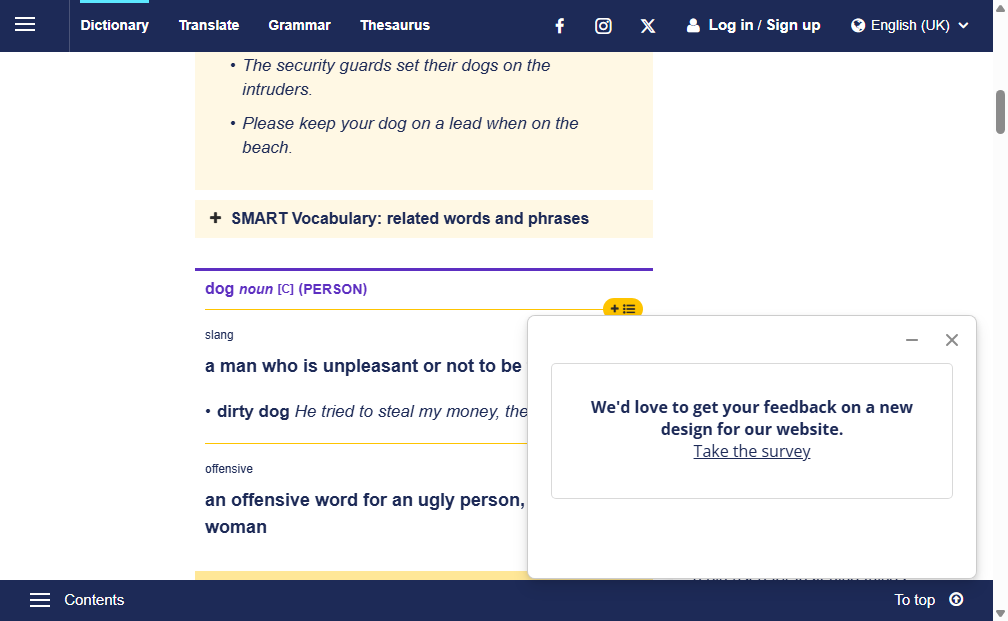 Dictionary Translate Grammar Thesaurus Log in / Sign up English (UK)
• The security guards set their dogs on the
intruders.
• Please keep your dog on a lead when on the
beach.
+ SMART Vocabulary: related words and phrases
dog noun [C] (PERSON)
slang
a man who is unpleasant or not to be
• dirty dog He tried to steal my money, the
offensive
an offensive word for an ugly person,
woman
We'd love to get your feedback on a new
design for our website.
Take the survey
Contents To top